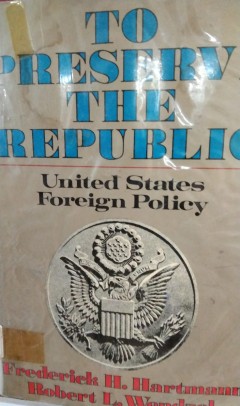 TO
PRESERV
THE
REPUBLIC
United States
Foreign Policy
Frederick H. Hartmann
Robert L.